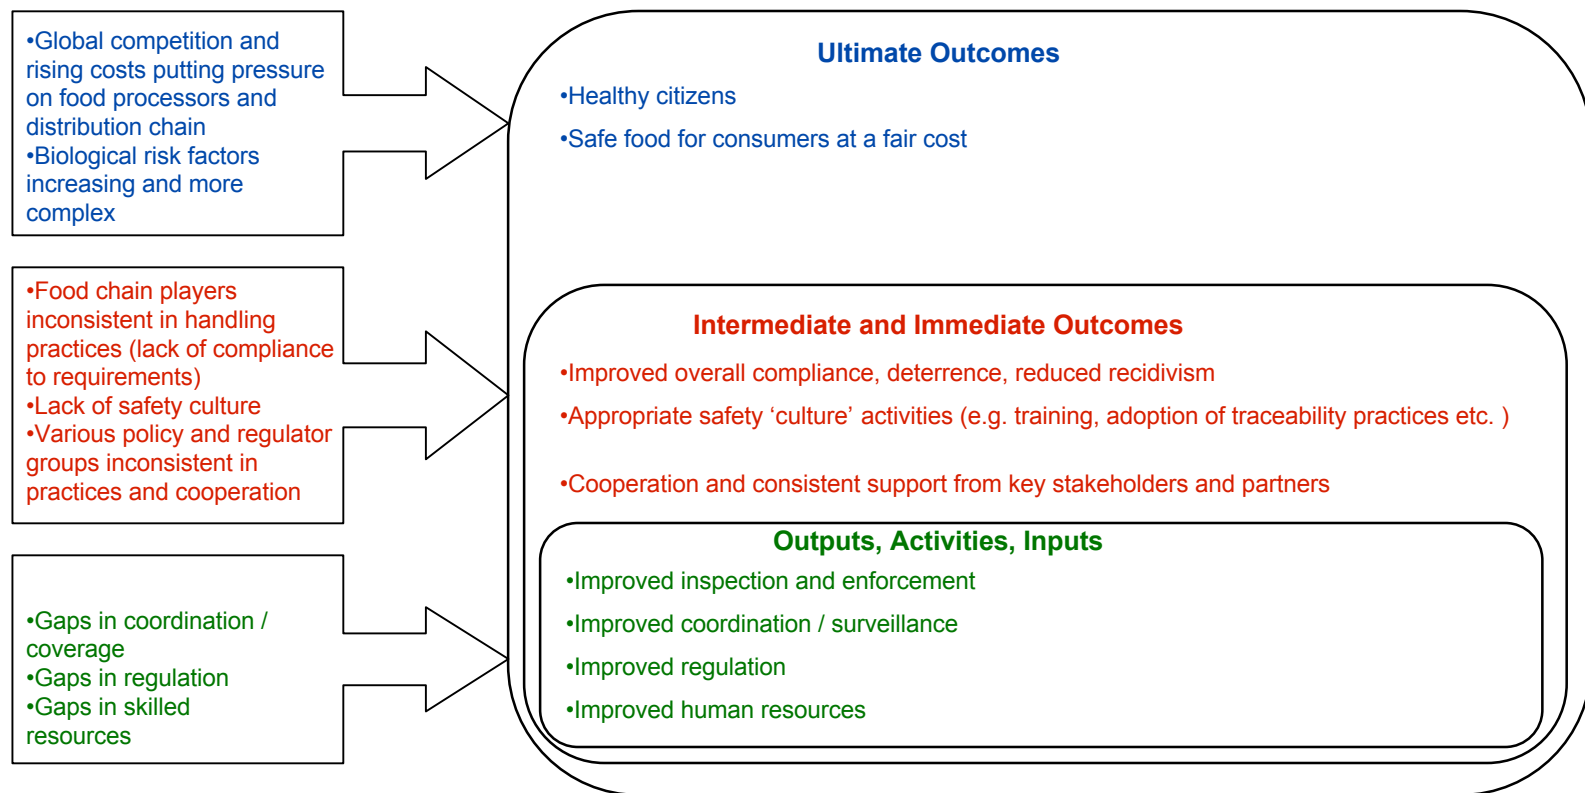 •Global competition and
rising costs putting pressure
on food processors and
distribution chain
•Biological risk factors
increasing and more
complex
Ultimate Outcomes
•Healthy citizens
•Safe food for consumers at a fair cost
•Food chain players
inconsistent in handling
practices (lack of compliance
to requirements)
•Lack of safety culture
•Various policy and regulator
groups inconsistent in
practices and cooperation
Intermediate and Immediate Outcomes
•Improved overall compliance, deterrence, reduced recidivism
•Appropriate safety ‘culture’ activities (e.g. training, adoption of traceability practices etc. )
•Cooperation and consistent support from key stakeholders and partners
•Gaps in coordination /
coverage
•Gaps in regulation
•Gaps in skilled
resources
Outputs, Activities, Inputs
•Improved inspection and enforcement
•Improved coordination / surveillance
•Improved regulation
•Improved human resources